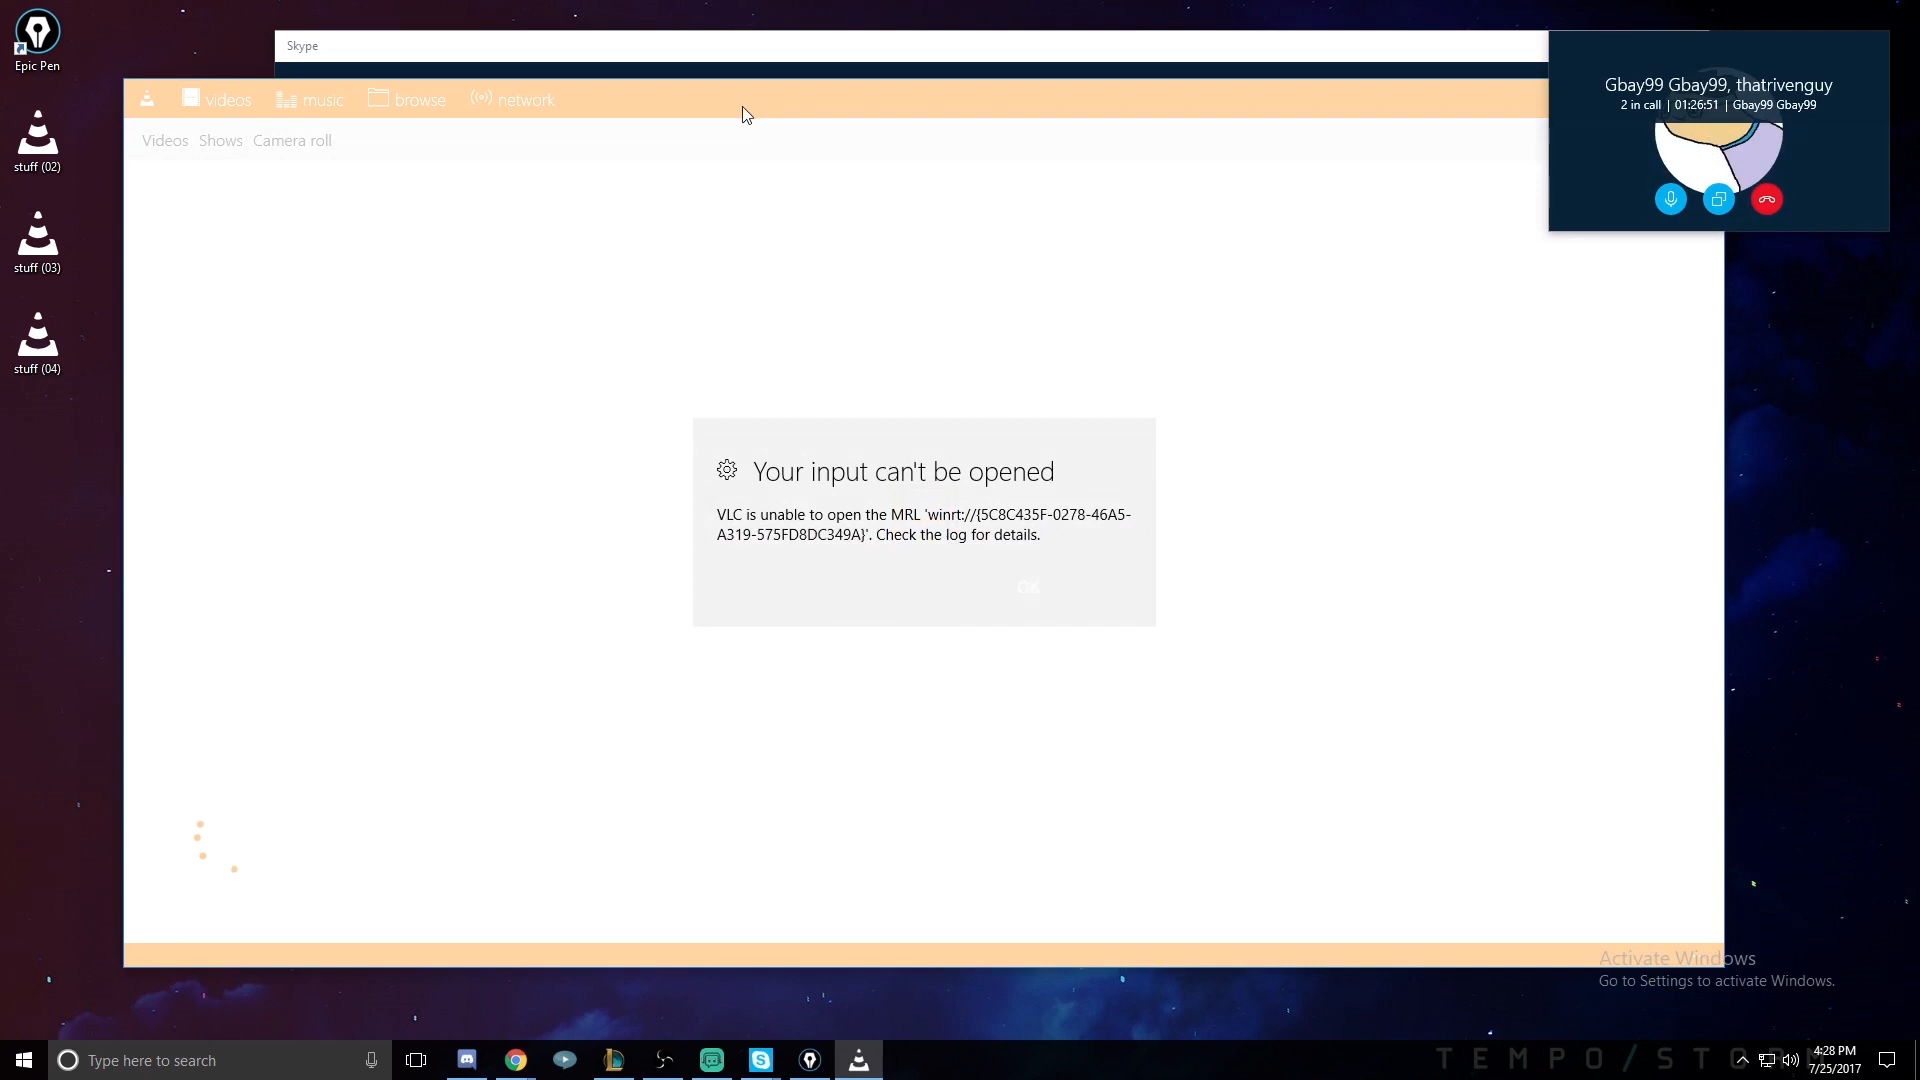 Epic Pen
stuff (02)
stuff (03)
stuff (04)
Skype
videos
music
browse
network
Videos
Shows
Camera roll
Gbay99 Gbay99, thatrivenguy
2 in call | 01:26:51 | Gbay99 Gbay99
Your input can't be opened
VLC is unable to open the MRL 'winrt://{5C8C435F-0278-46A5-
A319-575FD8DC349A}'. Check the log for details.
OK
Activate Windows
Go to Settings to activate Windows.
Type here to search
TEMPO/STORM
4:28 PM
7/25/2017